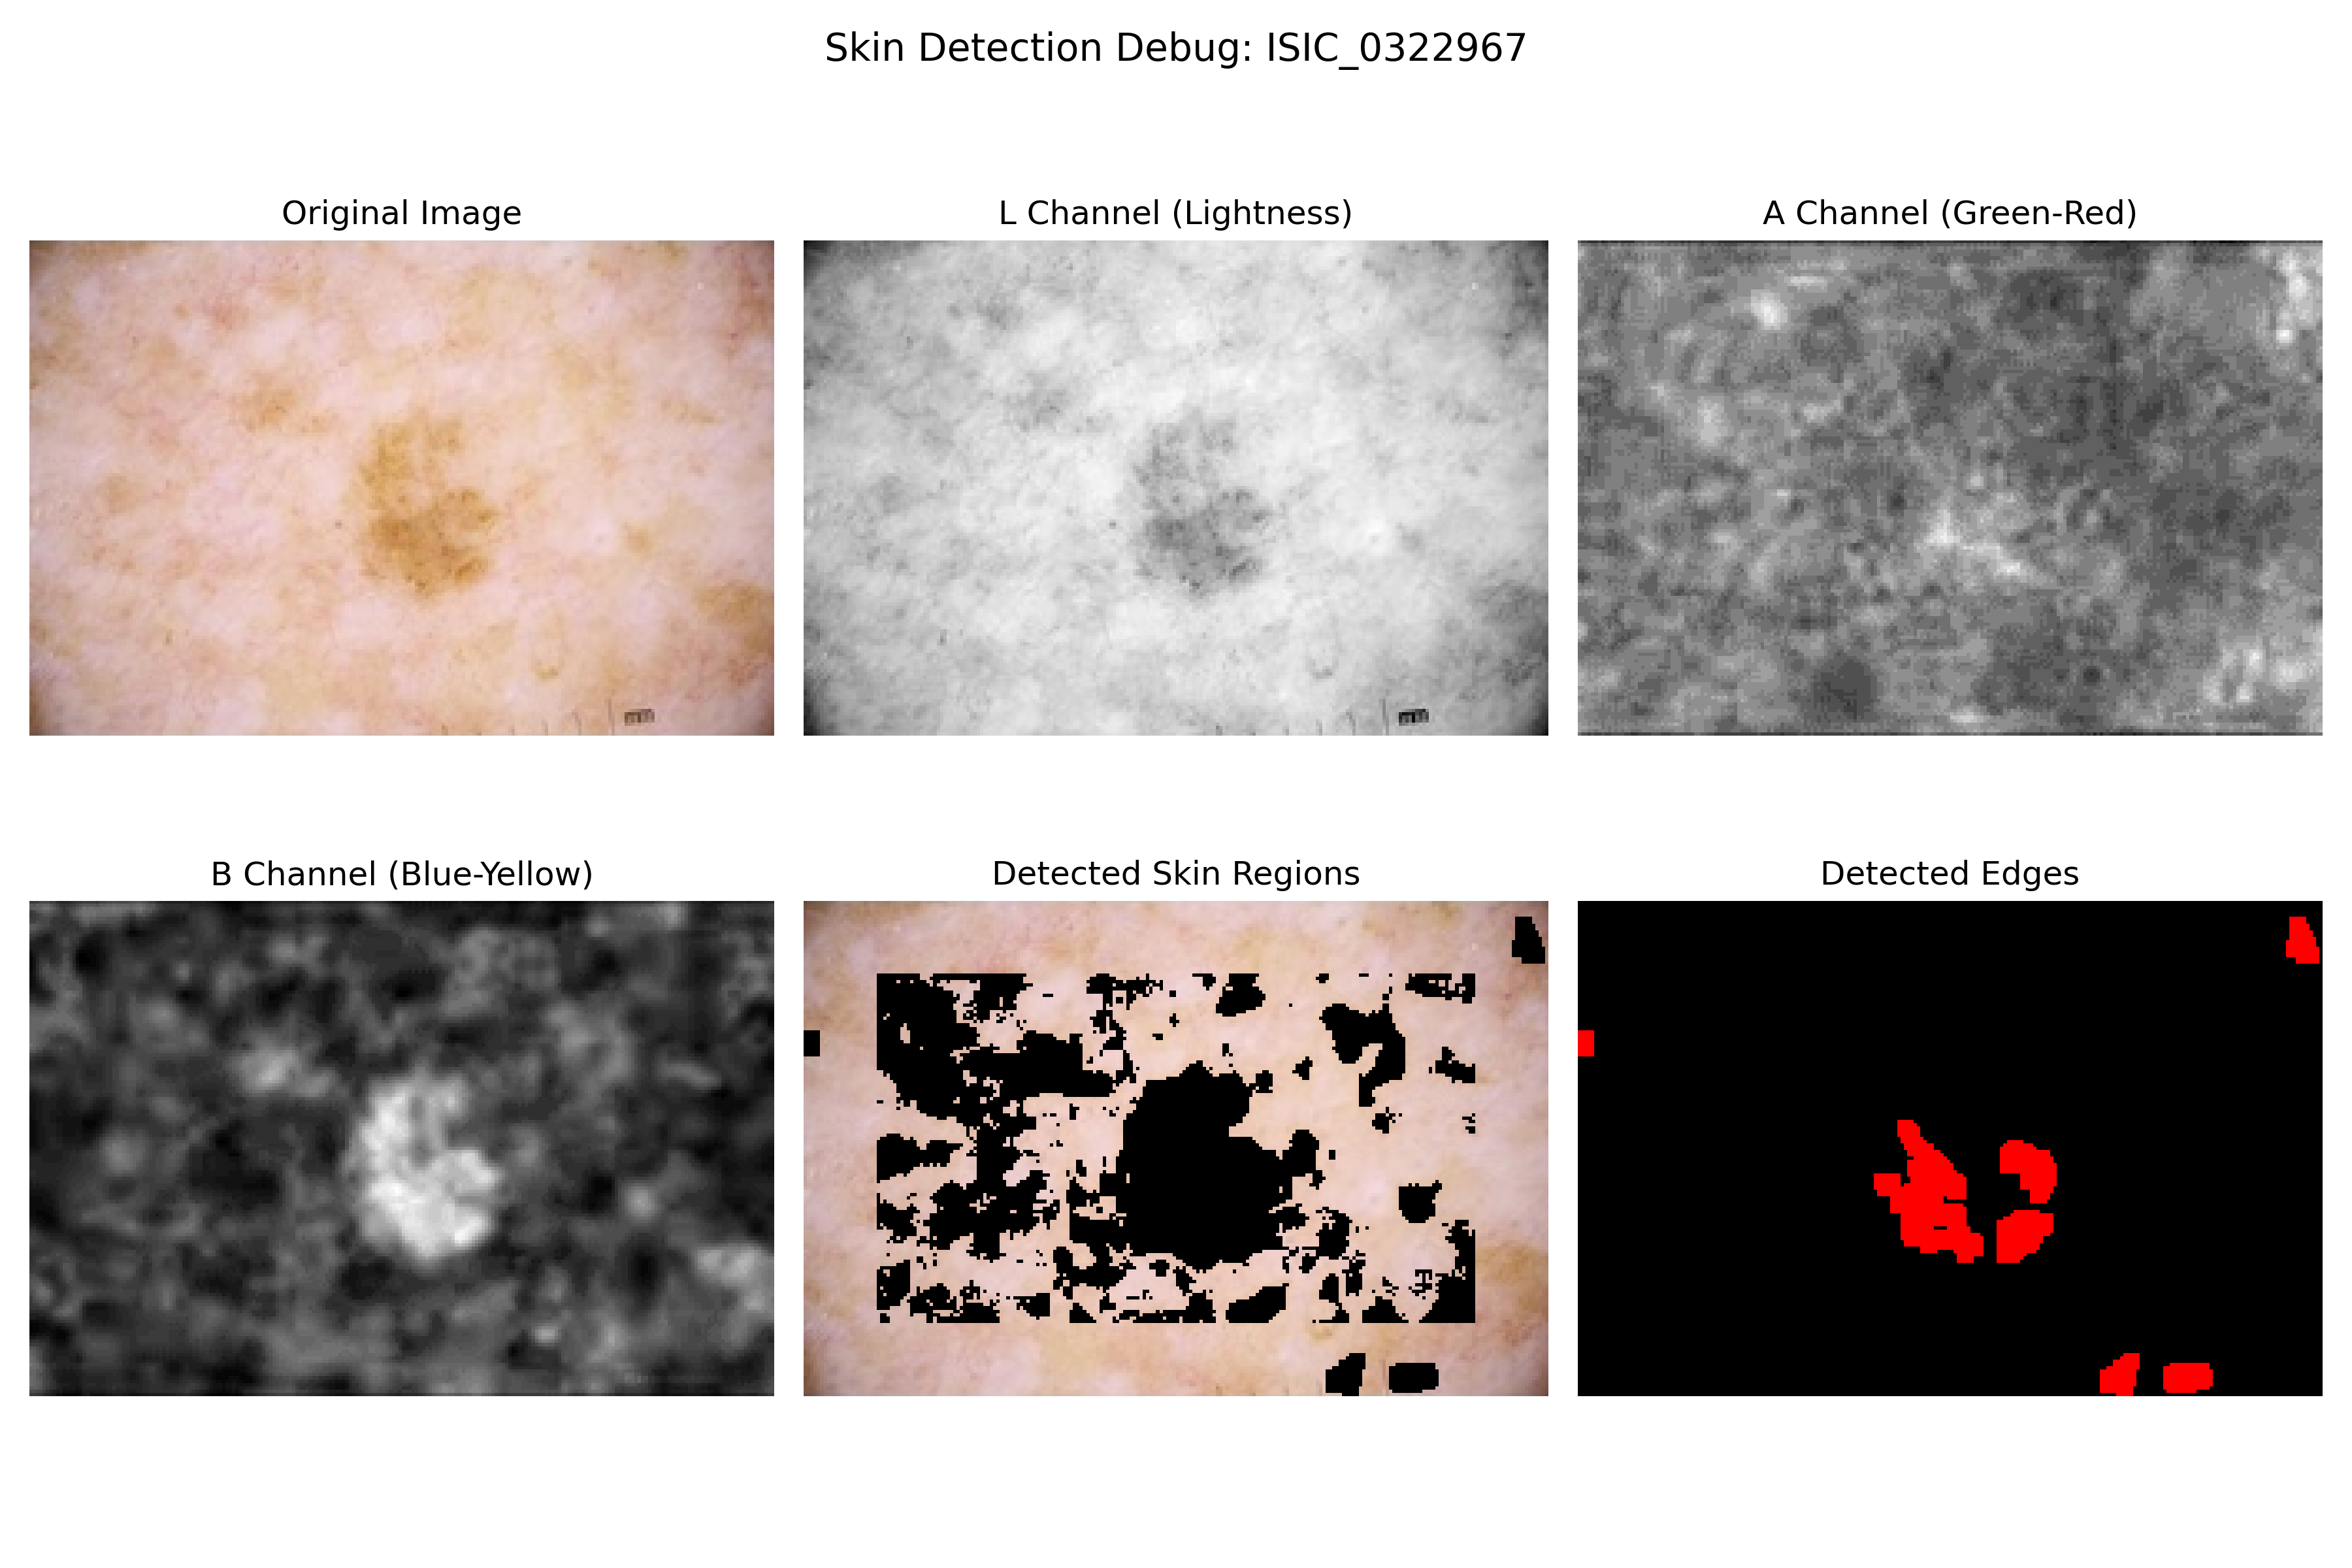 Skin Detection Debug: ISIC_0322967
Original Image
L Channel (Lightness)
A Channel (Green-Red)
B Channel (Blue-Yellow)
Detected Skin Regions
Detected Edges